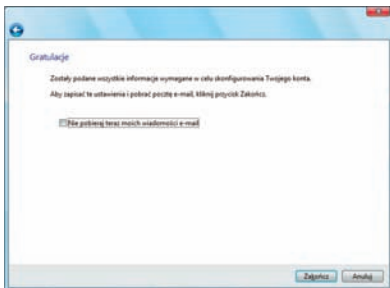 Gratulacje
Zostały podane wszystkie informacje wymagane w celu skonfigurowania Twojego konta.
Aby zapisać te ustawienia i pobrać pocztę e-mail, kliknij przycisk Zakończ.
Nie pobieraj teraz moich wiadomości e-mail
Zakończ Anuluj